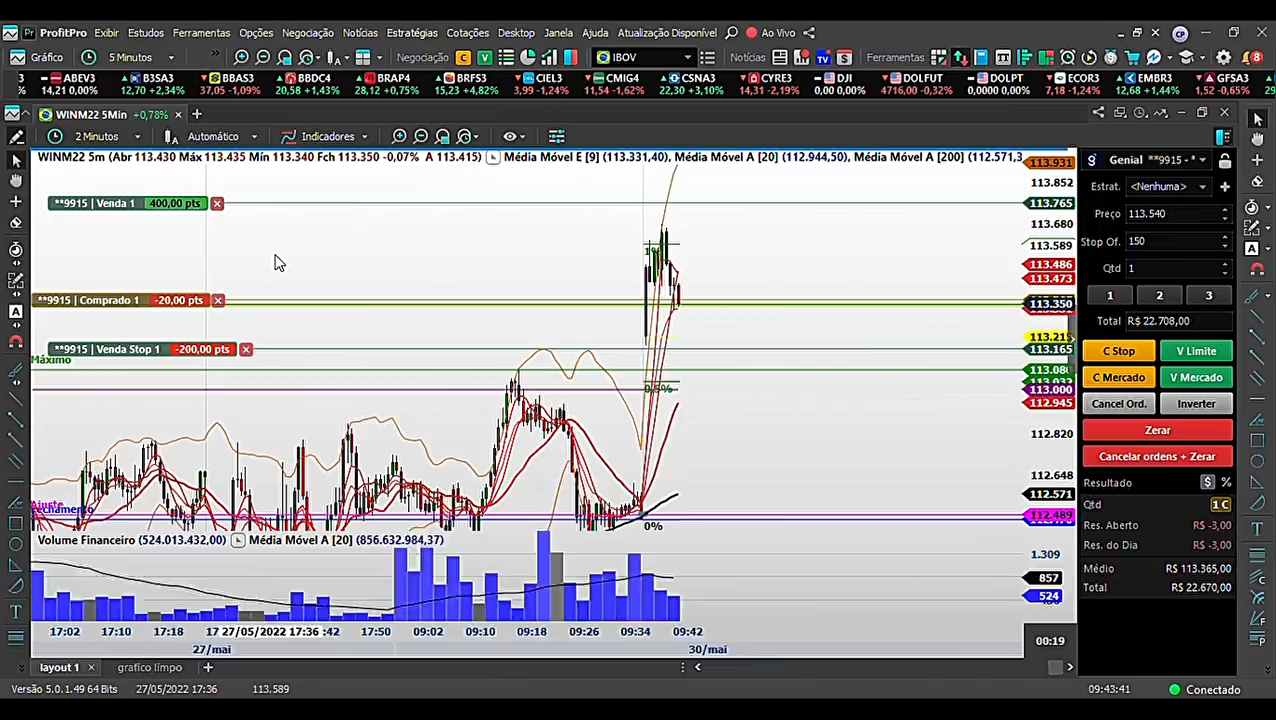 ProfitPro Exibir Estudos Ferramentas Opções Negociação Notícias Estratégias Cotações Desktop Janela Ajuda Atualização Disponível Ao Vivo CP
Gráfico 5 Minutos Negociação C V IBOV Notícias TV Ferramentas 8
ABEV3 B3SA3 BBAS3 BBDC4 BRAP4 BRFS3 CIEL3 CMIG4 CSNA3 CYRE3 DJI DOLFUT DOLPT ECOR3 EMBR3 GFSA3
14,21 0,00% 12,70 +2,34% 37,05 -1,09% 20,58 +1,43% 28,12 +0,75% 15,23 +4,82% 3,99 -1,24% 11,54 -1,62% 22,30 +3,10% 14,31 -2,19% 0,00 0,00% 4716,00 -0,32% 0,0000 0,00% 7,18 -1,24% 12,68 +1,44% 1,52 -0,65%
WINM22 5Min +0,78%
2 Minutos Automático Indicadores
WINM22 5m (Abr 113.430 Máx 113.435 Mín 113.340 Fch 113.350 -0,07% A 113.415) Média Móvel E [9] (113.331,40), Média Móvel A [20] (112.944,50), Média Móvel A [200] (112.571,3
113.931
113.852
**9915 | Venda 1 400,00 pts
113.765
113.680
113.589
1%
113.486
113.473
**9915 | Comprado 1 -20,00 pts
113.350
113.215
**9915 | Venda Stop 1 -200,00 pts
113.165
Máximo
113.080
113.000
112.945
112.820
112.648
112.571
Ajuste
112.489
Fechamento
0%
Volume Financeiro (524.013.432,00) Média Móvel A [20] (856.632.984,37)
1.309
857
524
17:02 17:10 17:18 27/05/2022 17:36 :42 17:50 09:02 09:10 09:18 09:26 09:34 09:42
27/mai 30/mai
00:19
layout 1 grafico limpo
Versão 5.0.1.49 64 Bits 27/05/2022 17:36 113.589 09:43:41 Conectado
Genial **9915 - *
Estrat. <Nenhuma>
Preço 113.540
Stop Of. 150
Qtd 1
1 2 3
Total R$ 22.708,00
C Stop V Limite
C Mercado V Mercado
Cancel Ord. Inverter
Zerar
Cancelar ordens + Zerar
Resultado $ %
Qtd 1 C
Res. Aberto R$ -3,00
Res. do Dia R$ -3,00
Médio R$ 113.365,00
Total R$ 22.670,00